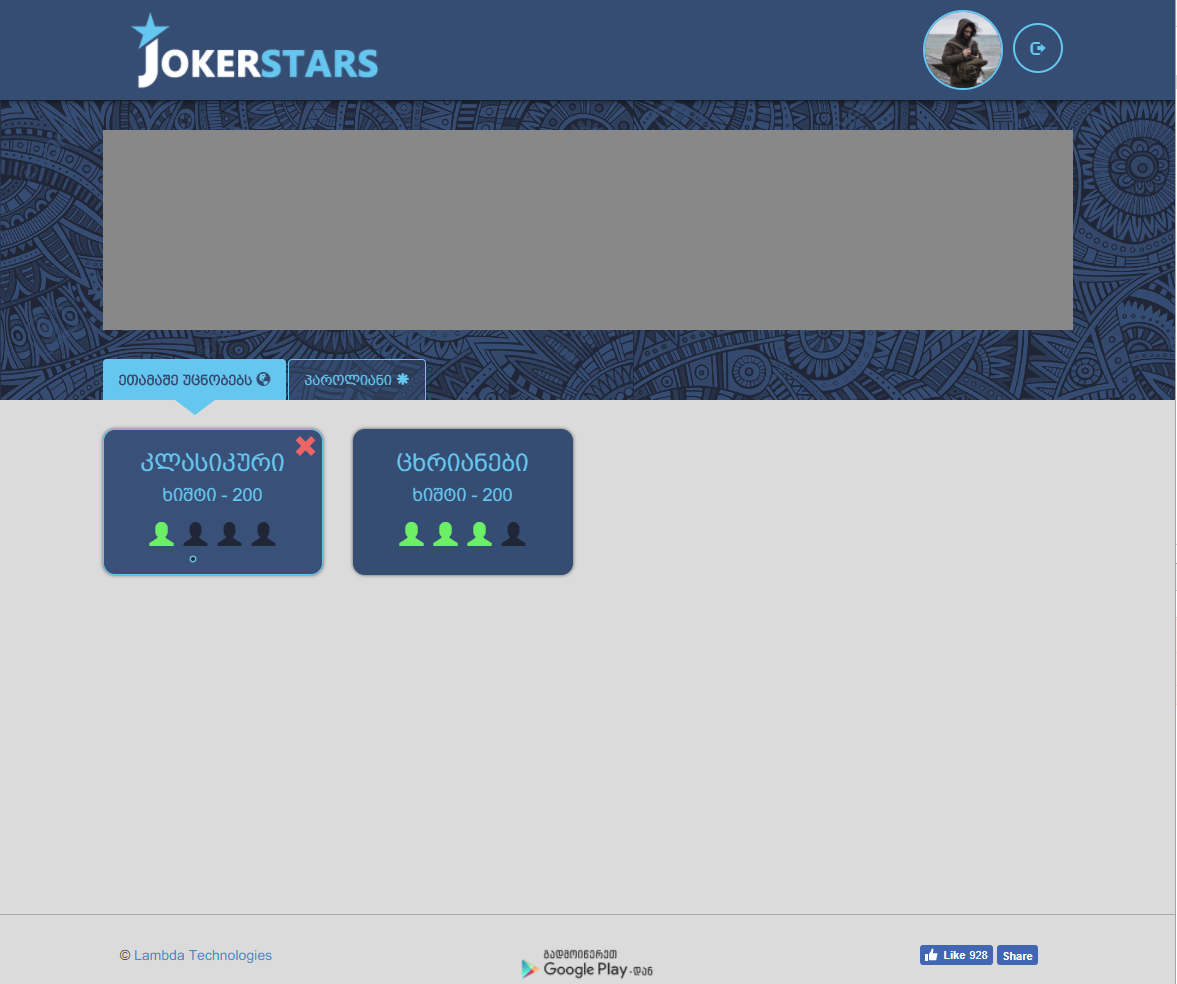 JOKERSTARS
ეთამაშე უცნობებს
პაროლიანი
კლასიკური
ხიშტი - 200
ცხრიანები
ხიშტი - 200
© Lambda Technologies
გადმოიწერეთ
Google Play-დან
Like 928
Share